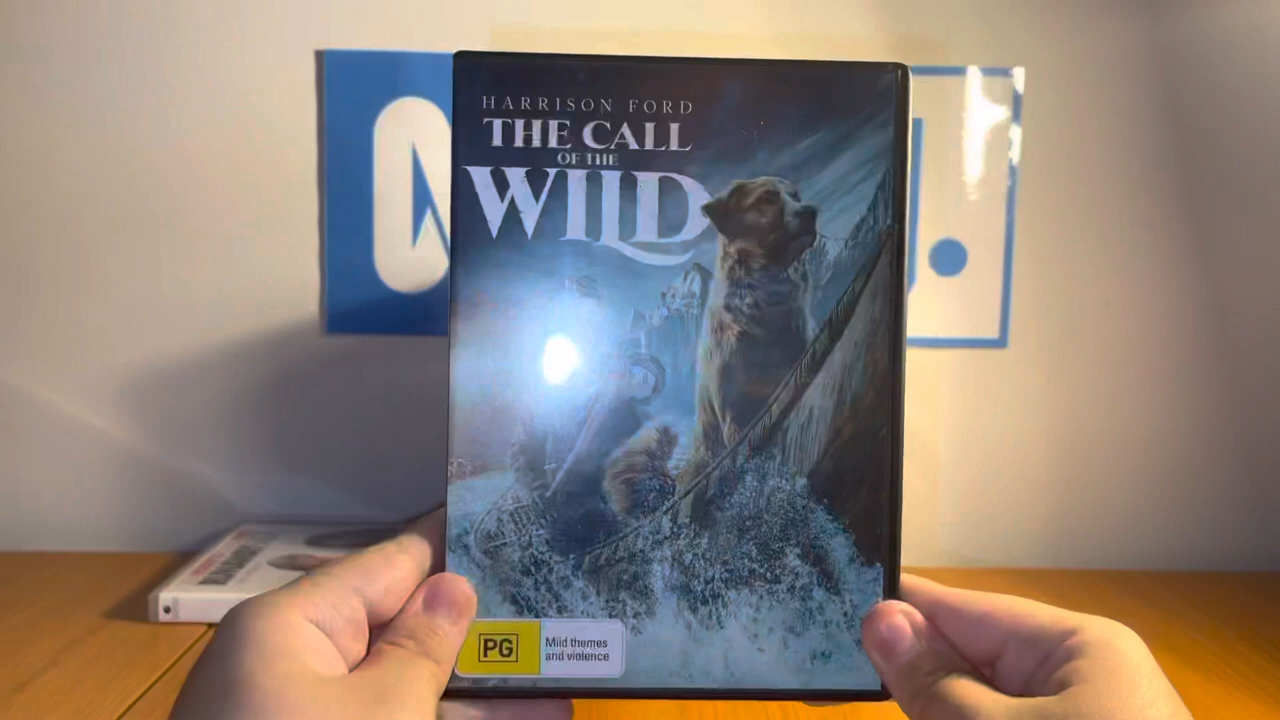 HARRISON FORD
THE CALL
OF THE
WILD
PG
Mild themes
and violence